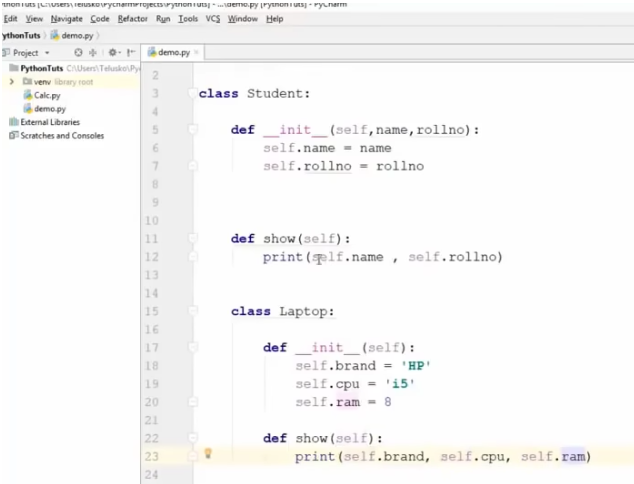 PythonTuts [C:\Users\Telusko\PycharmProjects\PythonTuts] - ...\demo.py [PythonTuts] - PyCharm
Edit View Navigate Code Refactor Run Tools VCS Window Help
ythonTuts demo.py
Project
demo.py
PythonTuts C:\Users\Telusko\Py
venv library root
Calc.py
demo.py
External Libraries
Scratches and Consoles
2
3 class Student:
4
5 def __init__(self,name,rollno):
6 self.name = name
7 self.rollno = rollno
8
9
10
11 def show(self):
12 print(self.name , self.rollno)
13
14
15 class Laptop:
16
17 def __init__(self):
18 self.brand = 'HP'
19 self.cpu = 'i5'
20 self.ram = 8
21
22 def show(self):
23 print(self.brand, self.cpu, self.ram)
24